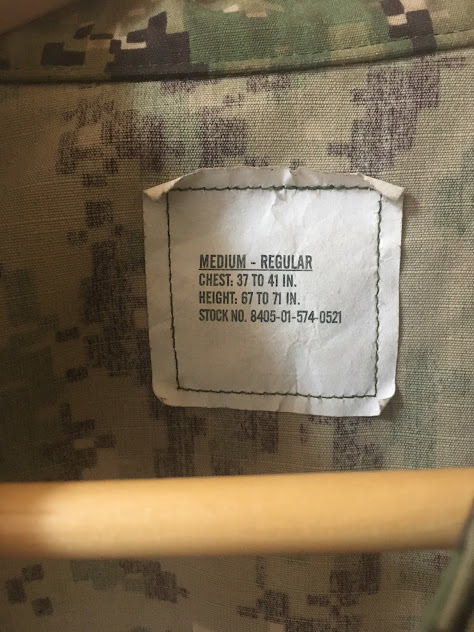 MEDIUM - REGULAR
CHEST: 37 TO 41 IN.
HEIGHT: 67 TO 71 IN.
STOCK NO. 8405-01-574-0521